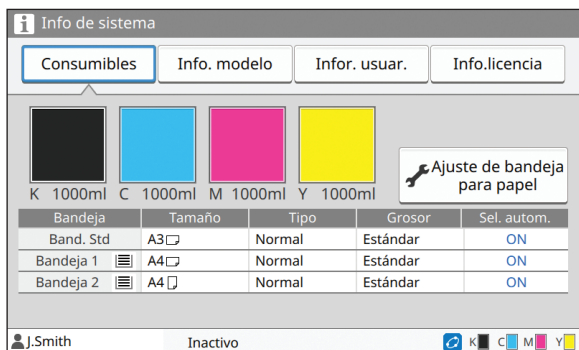 i Info de sistema
Consumibles Info. modelo Infor. usuar. Info.licencia
K 1000ml C 1000ml M 1000ml Y 1000ml
Ajuste de bandeja
para papel
Bandeja Tamaño Tipo Grosor Sel. autom.
Band. Std A3 Normal Estándar ON
Bandeja 1 A4 Normal Estándar ON
Bandeja 2 A4 Normal Estándar ON
J.Smith Inactivo K C M Y